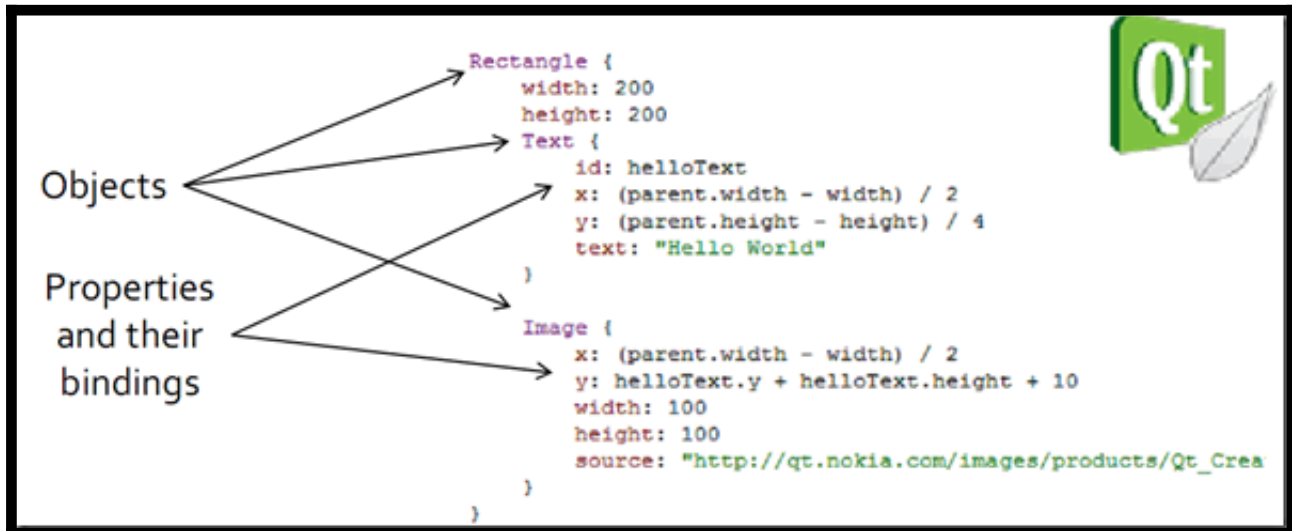 Qt
Objects
Properties
and their
bindings
Rectangle {
width: 200
height: 200
Text {
id: helloText
x: (parent.width - width) / 2
y: (parent.height - height) / 4
text: "Hello World"
}
Image {
x: (parent.width - width) / 2
y: helloText.y + helloText.height + 10
width: 100
height: 100
source: "http://qt.nokia.com/images/products/Qt_Crea
}
}